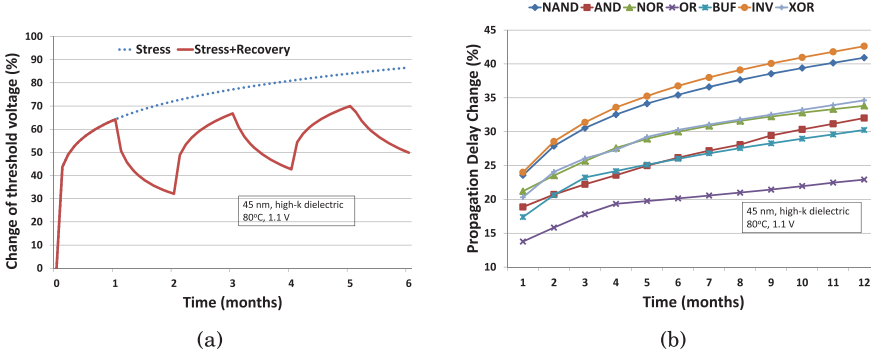 Change of threshold voltage (%)
100
90
80
70
60
50
40
30
20
10
0
Stress
Stress+Recovery
45 nm, high-k dielectric
80°C, 1.1 V
0 1 2 3 4 5 6
Time (months)
(a)
NAND AND NOR OR BUF INV XOR
Propagation Delay Change (%)
45
40
35
30
25
20
15
10
45 nm, high-k dielectric
80°C, 1.1 V
1 2 3 4 5 6 7 8 9 10 11 12
Time (months)
(b)